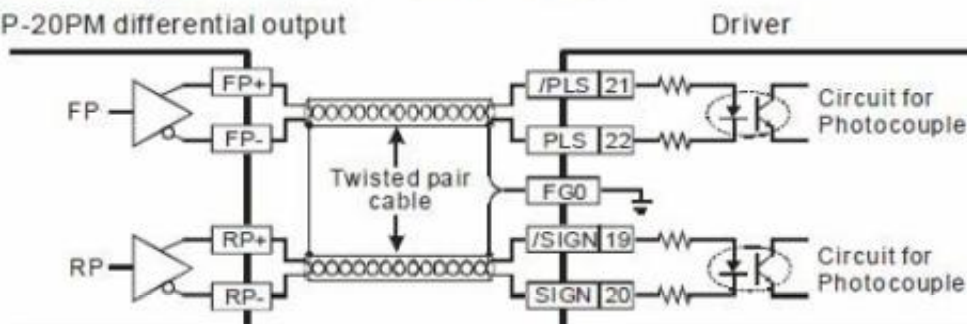 P-20PM differential output
Driver
FP
FP+
FP-
/PLS 21
PLS 22
Circuit for
Photocouple
Twisted pair
cable
FG0
RP
RP+
RP-
/SIGN 19
SIGN 20
Circuit for
Photocouple